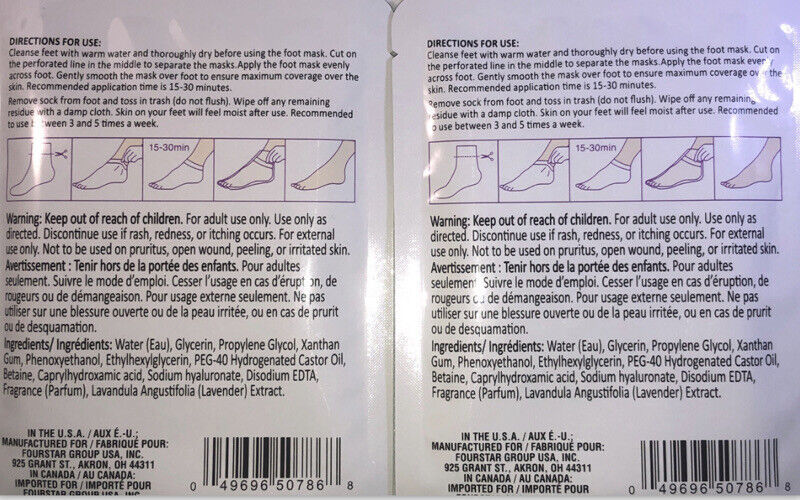 DIRECTIONS FOR USE:
Cleanse feet with warm water and thoroughly dry before using the foot mask. Cut on
the perforated line in the middle to separate the masks.Apply the foot mask evenly
across foot. Gently smooth the mask over foot to ensure maximum coverage over the
skin. Recommended application time is 15-30 minutes.
Remove sock from foot and toss in trash (do not flush). Wipe off any remaining
residue with a damp cloth. Skin on your feet will feel moist after use. Recommended
to use between 3 and 5 times a week.
15-30min
Warning: Keep out of reach of children. For adult use only. Use only as
directed. Discontinue use if rash, redness, or itching occurs. For external
use only. Not to be used on pruritus, open wound, peeling, or irritated skin.
Avertissement : Tenir hors de la portée des enfants. Pour adultes
seulement. Suivre le mode d'emploi. Cesser l'usage en cas d'éruption, de
rougeurs ou de démangeaison. Pour usage externe seulement. Ne pas
utiliser sur une blessure ouverte ou de la peau irritée, ou en cas de prurit
ou de desquamation.
Ingredients/ Ingrédients: Water (Eau), Glycerin, Propylene Glycol, Xanthan
Gum, Phenoxyethanol, Ethylhexylglycerin, PEG-40 Hydrogenated Castor Oil,
Betaine, Caprylhydroxamic acid, Sodium hyaluronate, Disodium EDTA,
Fragrance (Parfum), Lavandula Angustifolia (Lavender) Extract.
IN THE U.S.A. / AUX É.-U.;
MANUFACTURED FOR / FABRIQUÉ POUR:
FOURSTAR GROUP USA, INC.
925 GRANT ST., AKRON, OH 44311
IN CANADA / AU CANADA:
IMPORTED FOR / IMPORTÉ POUR
FOURSTAR GROUP USA, INC
0 49696 50786 8
DIRECTIONS FOR USE:
Cleanse feet with warm water and thoroughly dry before using the foot mask. Cut on
the perforated line in the middle to separate the masks.Apply the foot mask evenly
across foot. Gently smooth the mask over foot to ensure maximum coverage over the
skin. Recommended application time is 15-30 minutes.
Remove sock from foot and toss in trash (do not flush). Wipe off any remaining
residue with a damp cloth. Skin on your feet will feel moist after use. Recommended
to use between 3 and 5 times a week.
15-30min
Warning: Keep out of reach of children. For adult use only. Use only as
directed. Discontinue use if rash, redness, or itching occurs. For external
use only. Not to be used on pruritus, open wound, peeling, or irritated skin.
Avertissement : Tenir hors de la portée des enfants. Pour adultes
seulement. Suivre le mode d'emploi. Cesser l'usage en cas d'éruption, de
rougeurs ou de démangeaison. Pour usage externe seulement. Ne pas
utiliser sur une blessure ouverte ou de la peau irritée, ou en cas de prurit
ou de desquamation.
Ingredients/ Ingrédients: Water (Eau), Glycerin, Propylene Glycol, Xanthan
Gum, Phenoxyethanol, Ethylhexylglycerin, PEG-40 Hydrogenated Castor Oil,
Betaine, Caprylhydroxamic acid, Sodium hyaluronate, Disodium EDTA,
Fragrance (Parfum), Lavandula Angustifolia (Lavender) Extract.
IN THE U.S.A. / AUX É.-U.;
MANUFACTURED FOR / FABRIQUÉ POUR:
FOURSTAR GROUP USA, INC.
925 GRANT ST., AKRON, OH 44311
IN CANADA / AU CANADA:
IMPORTED FOR / IMPORTÉ POUR:
0 49696 50786 8